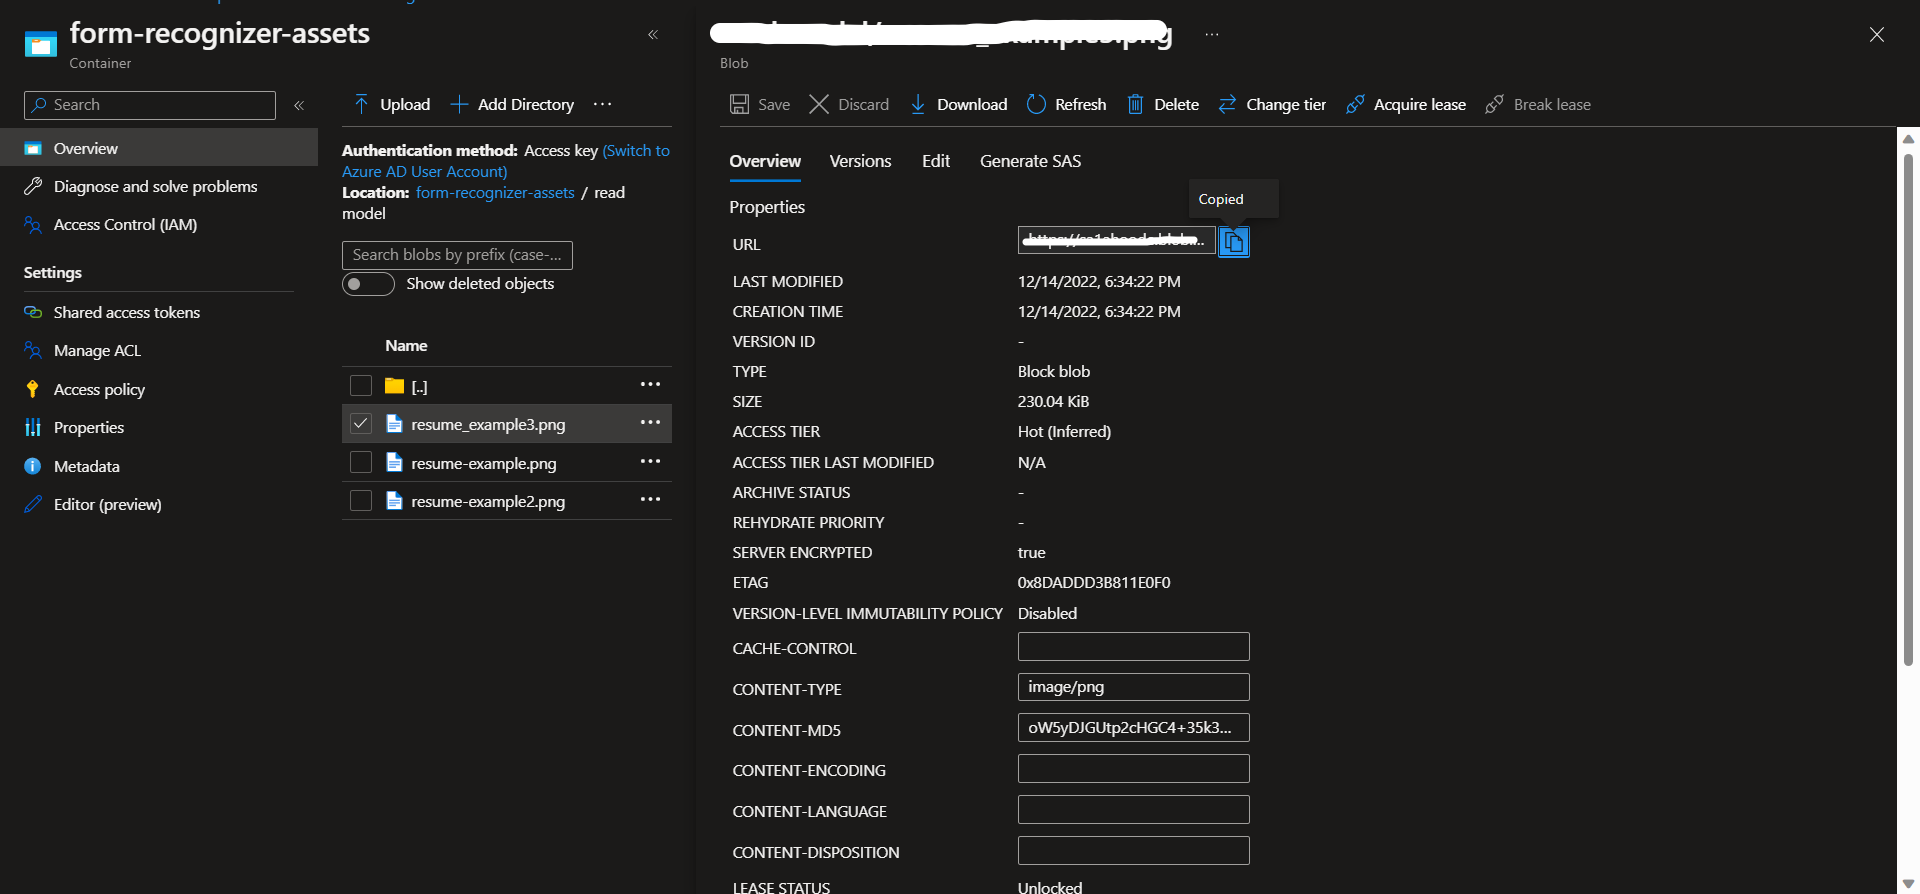 form-recognizer-assets
Container
Search
Overview
Diagnose and solve problems
Access Control (IAM)
Settings
Shared access tokens
Manage ACL
Access policy
Properties
Metadata
Editor (preview)
Upload
Add Directory
Authentication method: Access key (Switch to
Azure AD User Account)
Location: form-recognizer-assets / read
model
Search blobs by prefix (case-...
Show deleted objects
Name
[..]
resume_example3.png
resume-example.png
resume-example2.png
Blob
Save Discard Download Refresh Delete Change tier Acquire lease Break lease
Overview Versions Edit Generate SAS
Copied
Properties
URL
LAST MODIFIED 12/14/2022, 6:34:22 PM
CREATION TIME 12/14/2022, 6:34:22 PM
VERSION ID -
TYPE Block blob
SIZE 230.04 KiB
ACCESS TIER Hot (Inferred)
ACCESS TIER LAST MODIFIED N/A
ARCHIVE STATUS -
REHYDRATE PRIORITY -
SERVER ENCRYPTED true
ETAG 0x8DADDD3B811E0F0
VERSION-LEVEL IMMUTABILITY POLICY Disabled
CACHE-CONTROL
CONTENT-TYPE image/png
CONTENT-MD5 oW5yDJGUtp2cHGC4+35k3...
CONTENT-ENCODING
CONTENT-LANGUAGE
CONTENT-DISPOSITION
LEASE STATUS Unlocked